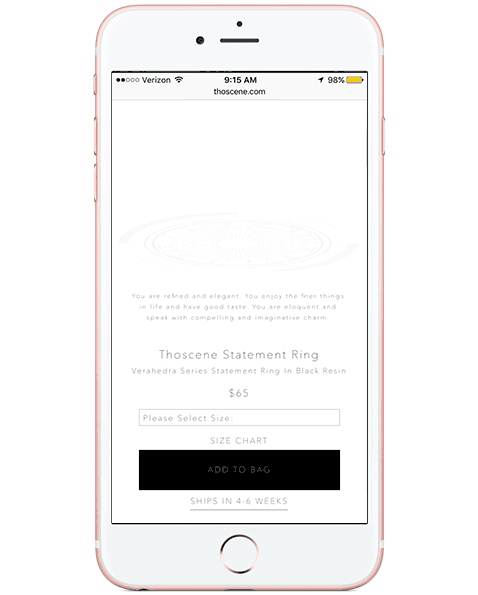 Verizon 9:15 AM 98%
thoscene.com
You are refined and elegant. You enjoy the finer things
in life and have good taste. You are eloquent and
speak with compelling and imaginative charm
Thoscene Statement Ring
Verahedra Series Statement Ring In Black Resin
$65
Please Select Size:
SIZE CHART
ADD TO BAG
SHIPS IN 4-6 WEEKS